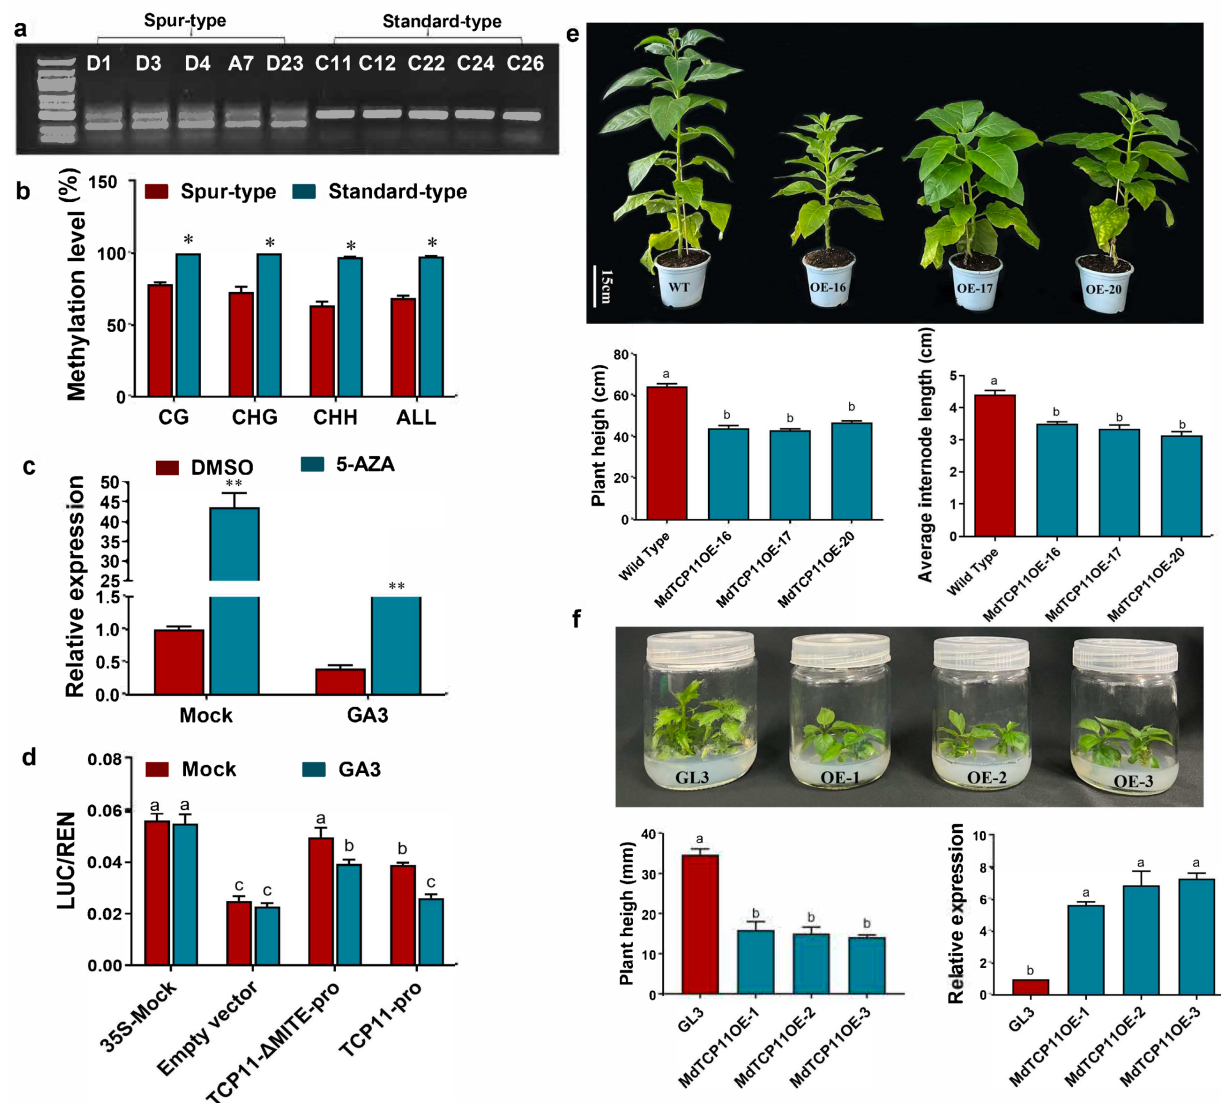 a
Spur-type
Standard-type
D1 D3 D4 A7 D23 C11 C12 C22 C24 C26
b
Methylation level (%)
Spur-type
Standard-type
150
100
50
0
*
*
*
*
CG CHG CHH ALL
c
Relative expression
DMSO
5-AZA
50
45
40
35
30
25
1.5
1.0
0.5
0.0
**
**
Mock GA3
d
LUC/REN
Mock
GA3
0.08
0.06
0.04
0.02
0.00
a a c c a b b c
35S-Mock
Empty vector
TCP11-ΔMITE-pro
TCP11-pro
e
15cm
WT OE-16 OE-17 OE-20
Plant heigh (cm)
80
60
40
20
0
a b b b
Wild Type
MdTCP11OE-16
MdTCP11OE-17
MdTCP11OE-20
Average internode length (cm)
5
4
3
2
1
0
a b b b
Wild Type
MdTCP11OE-16
MdTCP11OE-17
MdTCP11OE-20
f
GL3 OE-1 OE-2 OE-3
Plant heigh (mm)
40
30
20
10
0
a b b b
GL3
MdTCP11OE-1
MdTCP11OE-2
MdTCP11OE-3
Relative expression
10
8
6
4
2
0
b a a a
GL3
MdTCP11OE-1
MdTCP11OE-2
MdTCP11OE-3